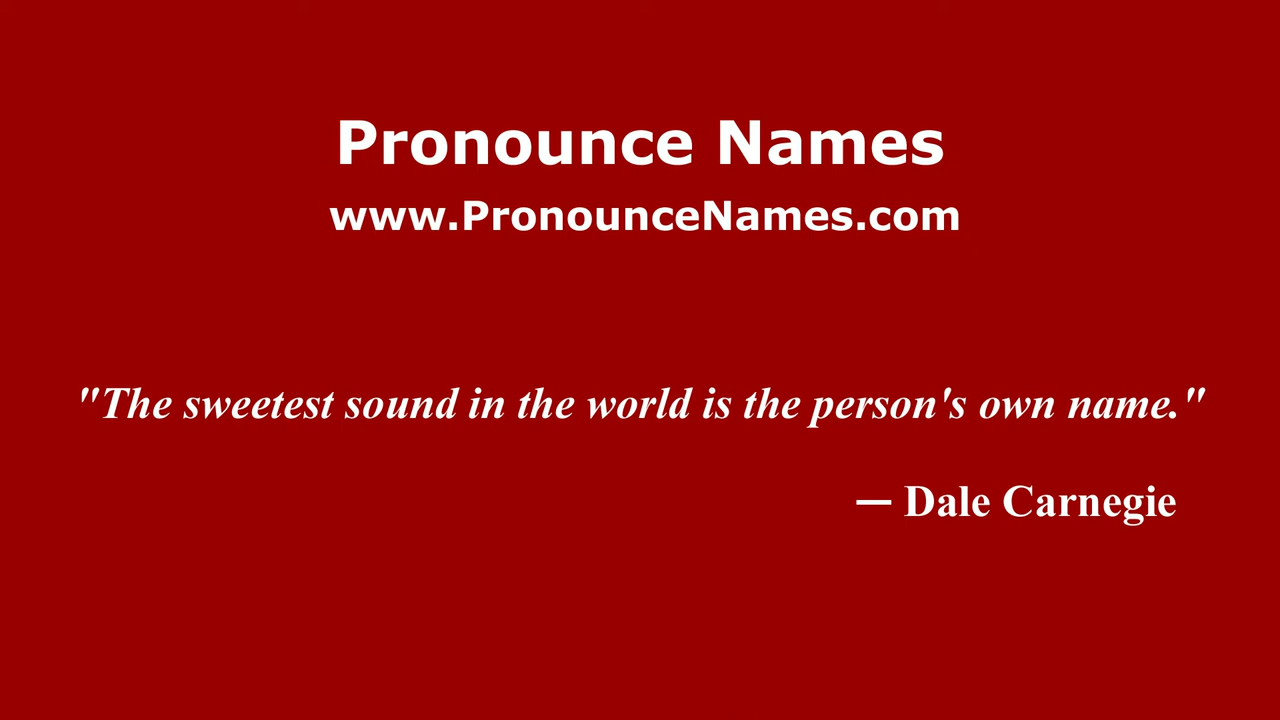 Pronounce Names
www.PronounceNames.com
"The sweetest sound in the world is the person's own name."
— Dale Carnegie